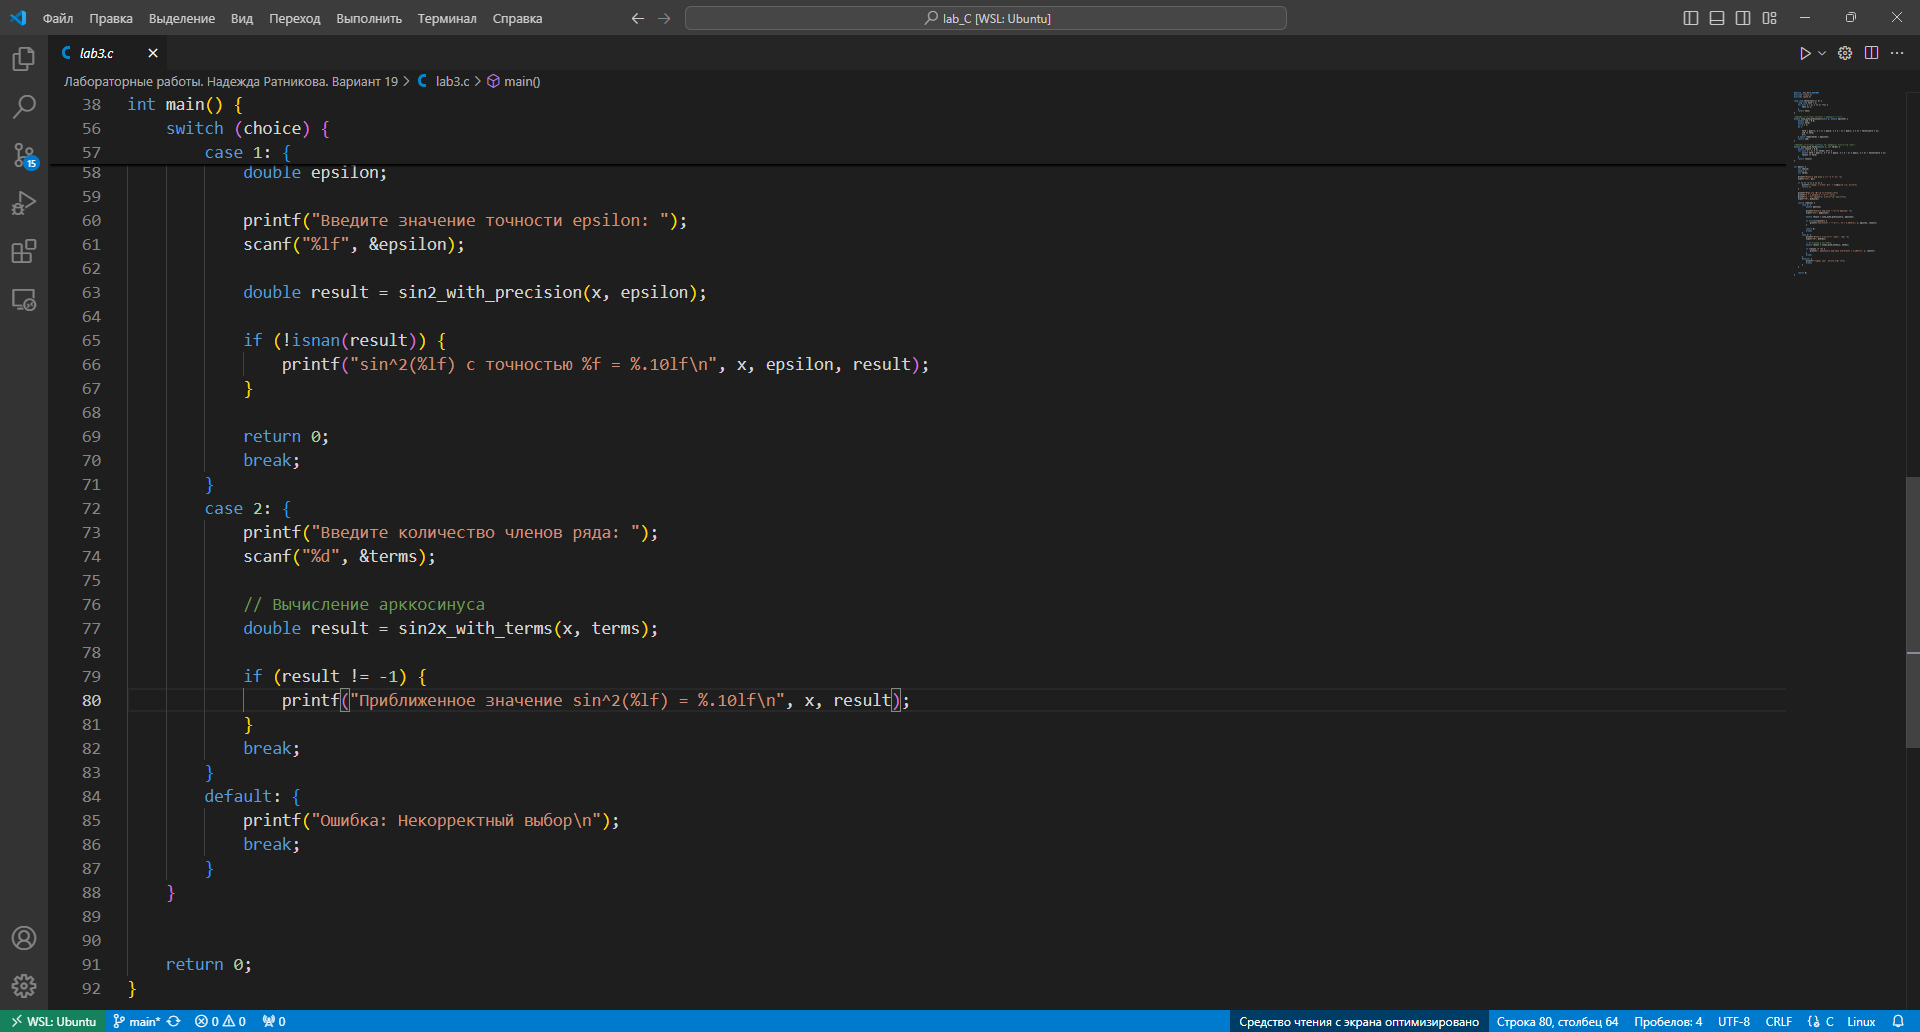 Файл Правка Выделение Вид Переход Выполнить Терминал Справка
lab_C [WSL: Ubuntu]
lab3.c
Лабораторные работы. Надежда Ратникова. Вариант 19 > C lab3.c > main()
38 int main() {
56 switch (choice) {
57 case 1: {
58 double epsilon;
59
60 printf("Введите значение точности epsilon: ");
61 scanf("%lf", &epsilon);
62
63 double result = sin2_with_precision(x, epsilon);
64
65 if (!isnan(result)) {
66 printf("sin^2(%lf) с точностью %f = %.10lf\n", x, epsilon, result);
67 }
68
69 return 0;
70 break;
71 }
72 case 2: {
73 printf("Введите количество членов ряда: ");
74 scanf("%d", &terms);
75
76 // Вычисление арккосинуса
77 double result = sin2x_with_terms(x, terms);
78
79 if (result != -1) {
80 printf("Приближенное значение sin^2(%lf) = %.10lf\n", x, result);
81 }
82 break;
83 }
84 default: {
85 printf("Ошибка: Некорректный выбор\n");
86 break;
87 }
88 }
89
90
91 return 0;
92 }
15
WSL: Ubuntu main* 0 0 0 Средство чтения с экрана оптимизировано Строка 80, столбец 64 Пробелов: 4 UTF-8 CRLF {} C Linux